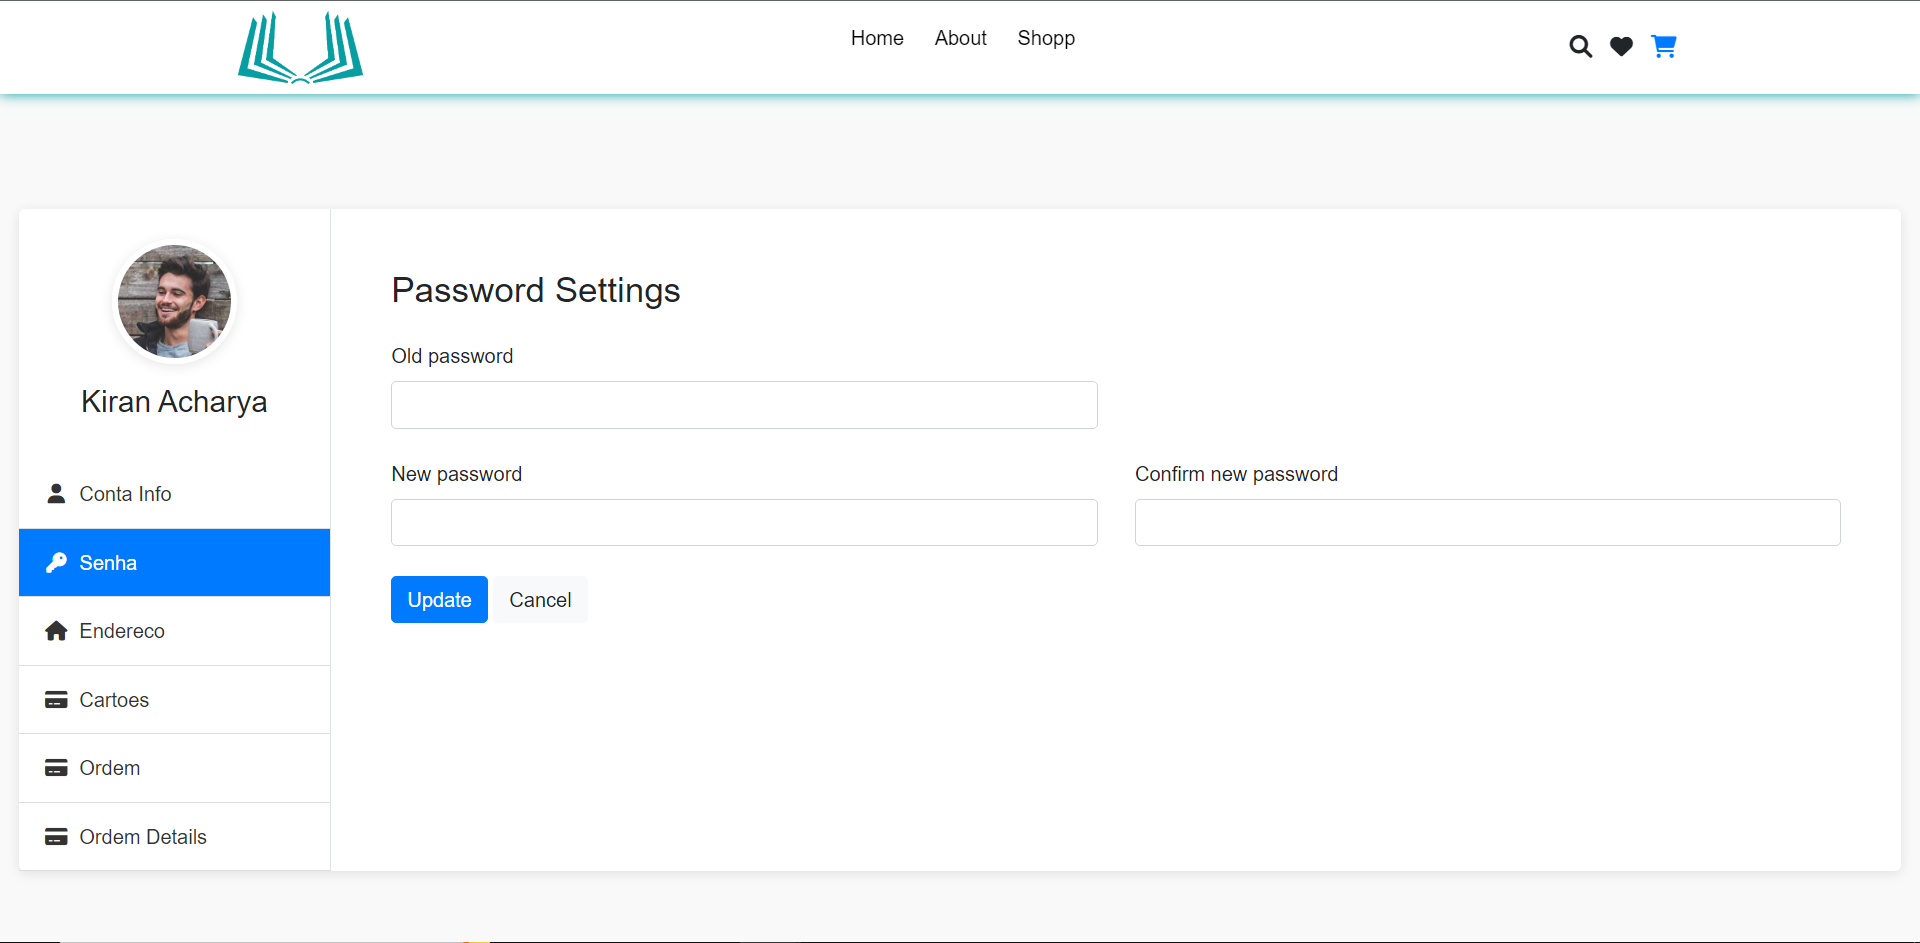 Home About Shopp
Kiran Acharya
Conta Info
Senha
Endereco
Cartoes
Ordem
Ordem Details
Password Settings
Old password
New password Confirm new password
Update Cancel